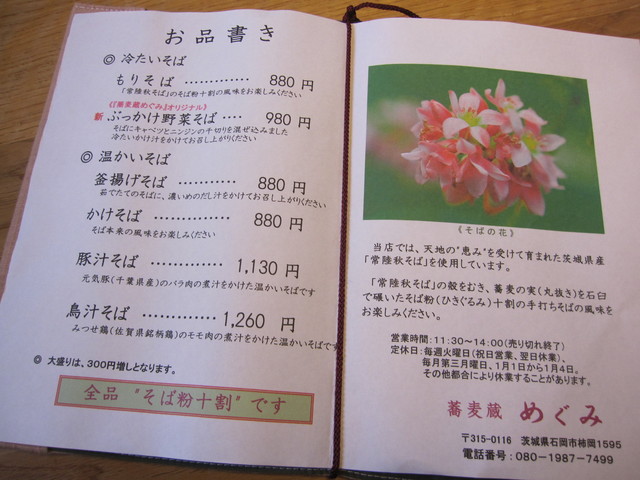 お品書き
◎ 冷たいそば
もりそば ………… 880 円
「常陸秋そば」のそば粉十割の風味をお楽しみください
《『蕎麦蔵めぐみ』オリジナル》
新 ぶっかけ野菜そば ‥‥ 980 円
そばにキャベツとニンジンの千切りを混ぜ込みました
冷たいかけ汁をかけてお召し上がりください
◎ 温かいそば
釜揚げそば ………… 880 円
茹でたてのそばに、濃いめのだし汁をかけてお召し上がりください
かけそば ………… 880 円
そば本来の風味をお楽しみください
豚汁そば ………… 1,130 円
元気豚(千葉県産)のバラ肉の煮汁をかけた温かいそばです
鳥汁そば ………… 1,260 円
みつせ鶏(佐賀県銘柄鶏)のモモ肉の煮汁をかけた温かいそばです
◎ 大盛りは、300円増しとなります。
全品 “そば粉十割” です
《そばの花》
当店では、天地の“恵み”を受けて育まれた茨城県産
「常陸秋そば」を使用しています。
「常陸秋そば」の殻をむき、蕎麦の実(丸抜き)を石臼
で碾いたそば粉(ひきぐるみ)十割の手打ちそばの風味を
お楽しみください。
営業時間：11:30～14:00(売り切れ終了)
定休日：毎週火曜日(祝日営業、翌日休業)、
毎月第三月曜日、1月1日から1月4日。
その他都合により休業することがあります。
蕎麦蔵 めぐみ
〒315-0116 茨城県石岡市柿岡1595
電話番号：080-1987-7499